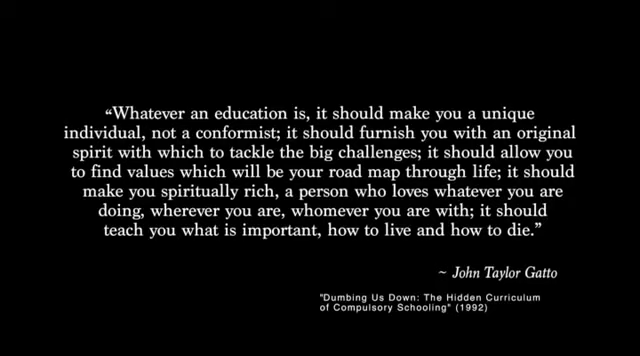 “Whatever an education is, it should make you a unique
individual, not a conformist; it should furnish you with an original
spirit with which to tackle the big challenges; it should allow you
to find values which will be your road map through life; it should
make you spiritually rich, a person who loves whatever you are
doing, wherever you are, whomever you are with; it should
teach you what is important, how to live and how to die.”
~ John Taylor Gatto
"Dumbing Us Down: The Hidden Curriculum
of Compulsory Schooling" (1992)